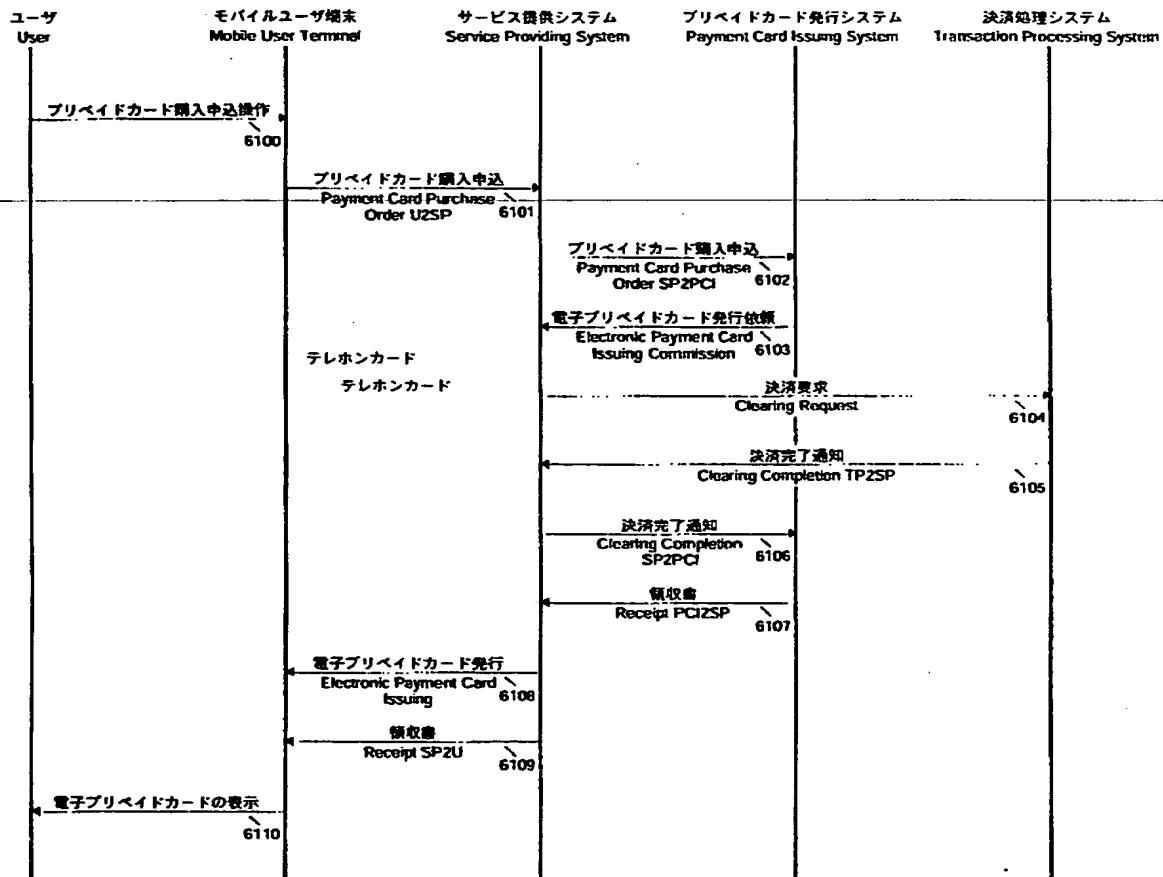 ユーザ
User
モバイルユーザ端末
Mobile User Terminal
サービス提供システム
Service Providing System
プリペイドカード発行システム
Payment Card Issuing System
決済処理システム
Transaction Processing System
プリペイドカード購入申込操作
6100
プリペイドカード購入申込
Payment Card Purchase
Order U2SP
6101
プリペイドカード購入申込
Payment Card Purchase
Order SP2PCI
6102
電子プリペイドカード発行依頼
Electronic Payment Card
Issuing Commission
6103
テレホンカード
テレホンカード
決済要求
Clearing Request
6104
決済完了通知
Clearing Completion TP2SP
6105
決済完了通知
Clearing Completion
SP2PCI
6106
領収書
Receipt PCI2SP
6107
電子プリペイドカード発行
Electronic Payment Card
Issuing
6108
領収書
Receipt SP2U
6109
電子プリペイドカードの表示
6110